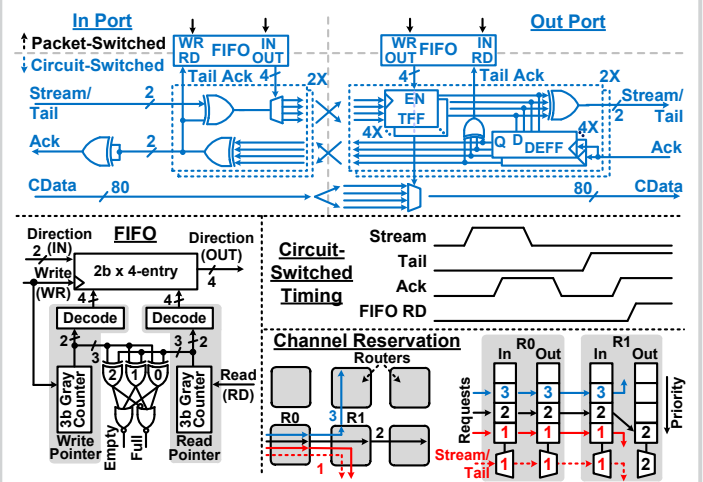 In Port
Out Port
Packet-Switched
Circuit-Switched
WR FIFO IN
RD OUT
WR FIFO IN
OUT RD
Tail Ack
4
4
Tail Ack
2X
2X
Stream/
Tail
2
EN
TFF
4X
Stream/
Tail
2
Ack
2
Q D DEFF
4X
Ack
CData
80
80
CData
Direction
(IN)
2
FIFO
Direction
(OUT)
4
Write
(WR)
2b x 4-entry
4
4
Decode
Decode
2
3
3
2
3b Gray
Counter
2 1 0
3b Gray
Counter
Read
(RD)
Write
Pointer
Empty
Full
Read
Pointer
Circuit-
Switched
Timing
Stream
Tail
Ack
FIFO RD
Channel Reservation
Routers
R0
R1
3
2
1
R0
R1
In Out
In Out
Requests
3 3 3
2 2 2
1 1 1 2
Priority
Stream/
Tail
1 1 1 2